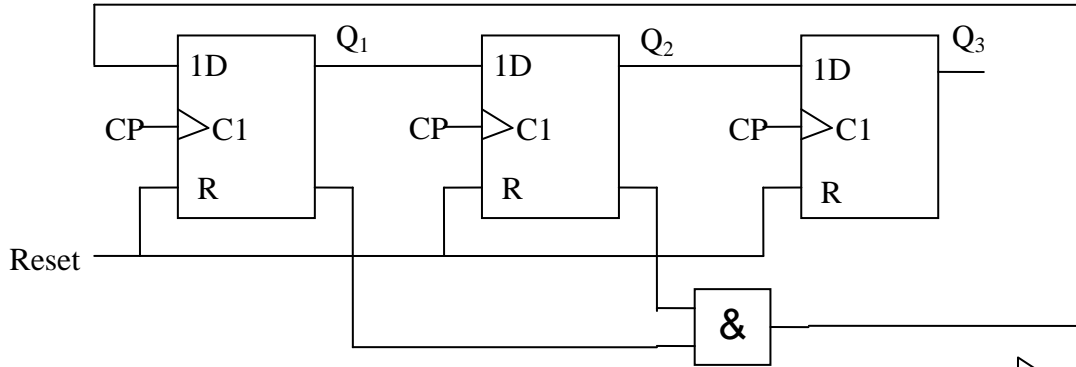 Q₁ Q₂ Q₃
1D 1D 1D
CP C1 CP C1 CP C1
R R R
Reset
&